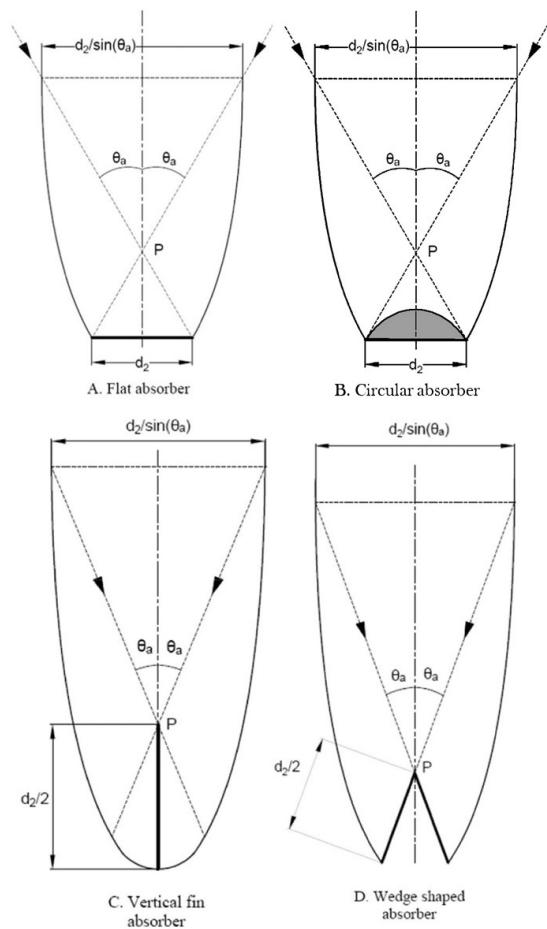 d₂/sin(θₐ)
θₐ θₐ
P
d₂
A. Flat absorber
d₂/sin(θₐ)
θₐ θₐ
P
d₂
B. Circular absorber
d₂/sin(θₐ)
θₐ θₐ
P
d₂/2
C. Vertical fin
absorber
d₂/sin(θₐ)
θₐ θₐ
P
d₂/2
D. Wedge shaped
absorber